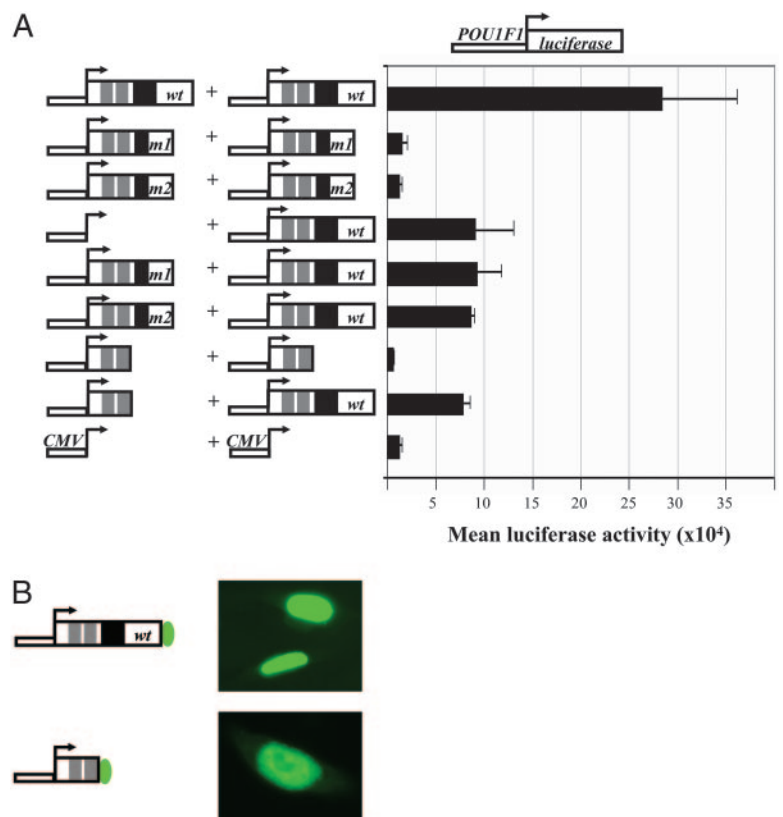 A
POU1F1
luciferase
wt + wt
m1 + m1
m2 + m2
+ wt
m1 + wt
m2 + wt
+
+ wt
CMV + CMV
5 10 15 20 25 30 35
Mean luciferase activity (x10⁴)
B
wt